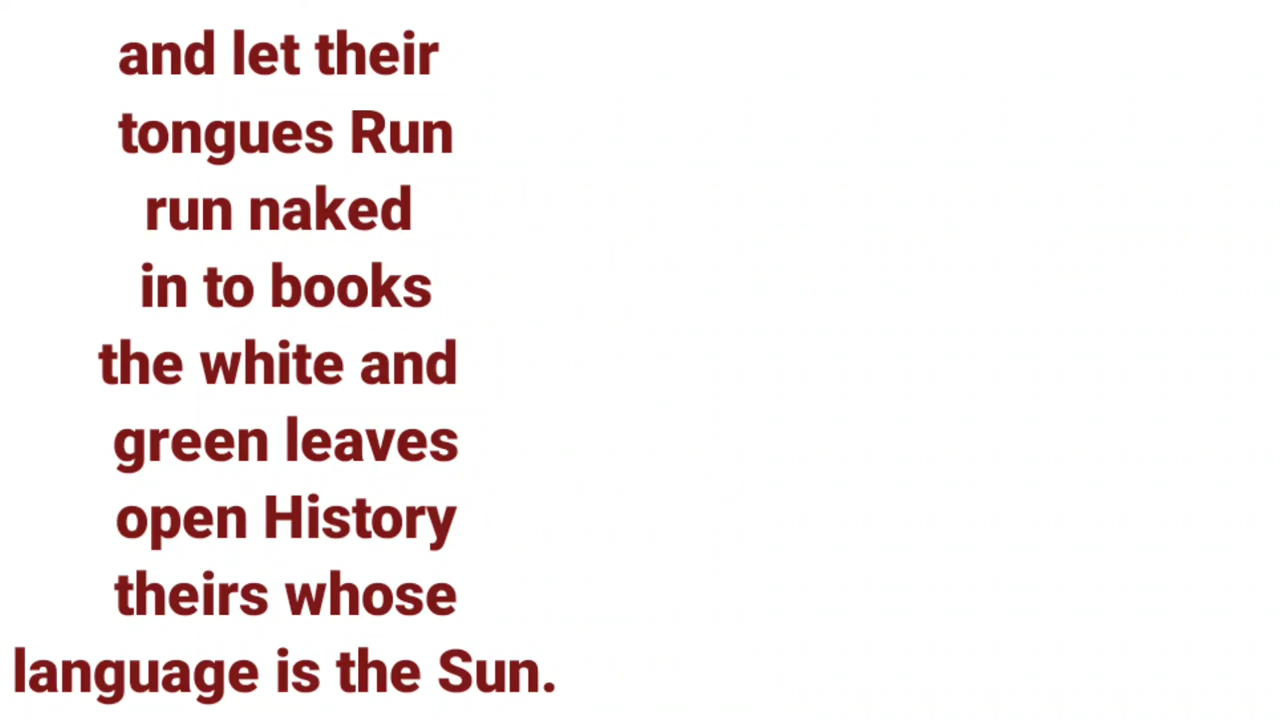 and let their
tongues Run
run naked
in to books
the white and
green leaves
open History
theirs whose
language is the Sun.